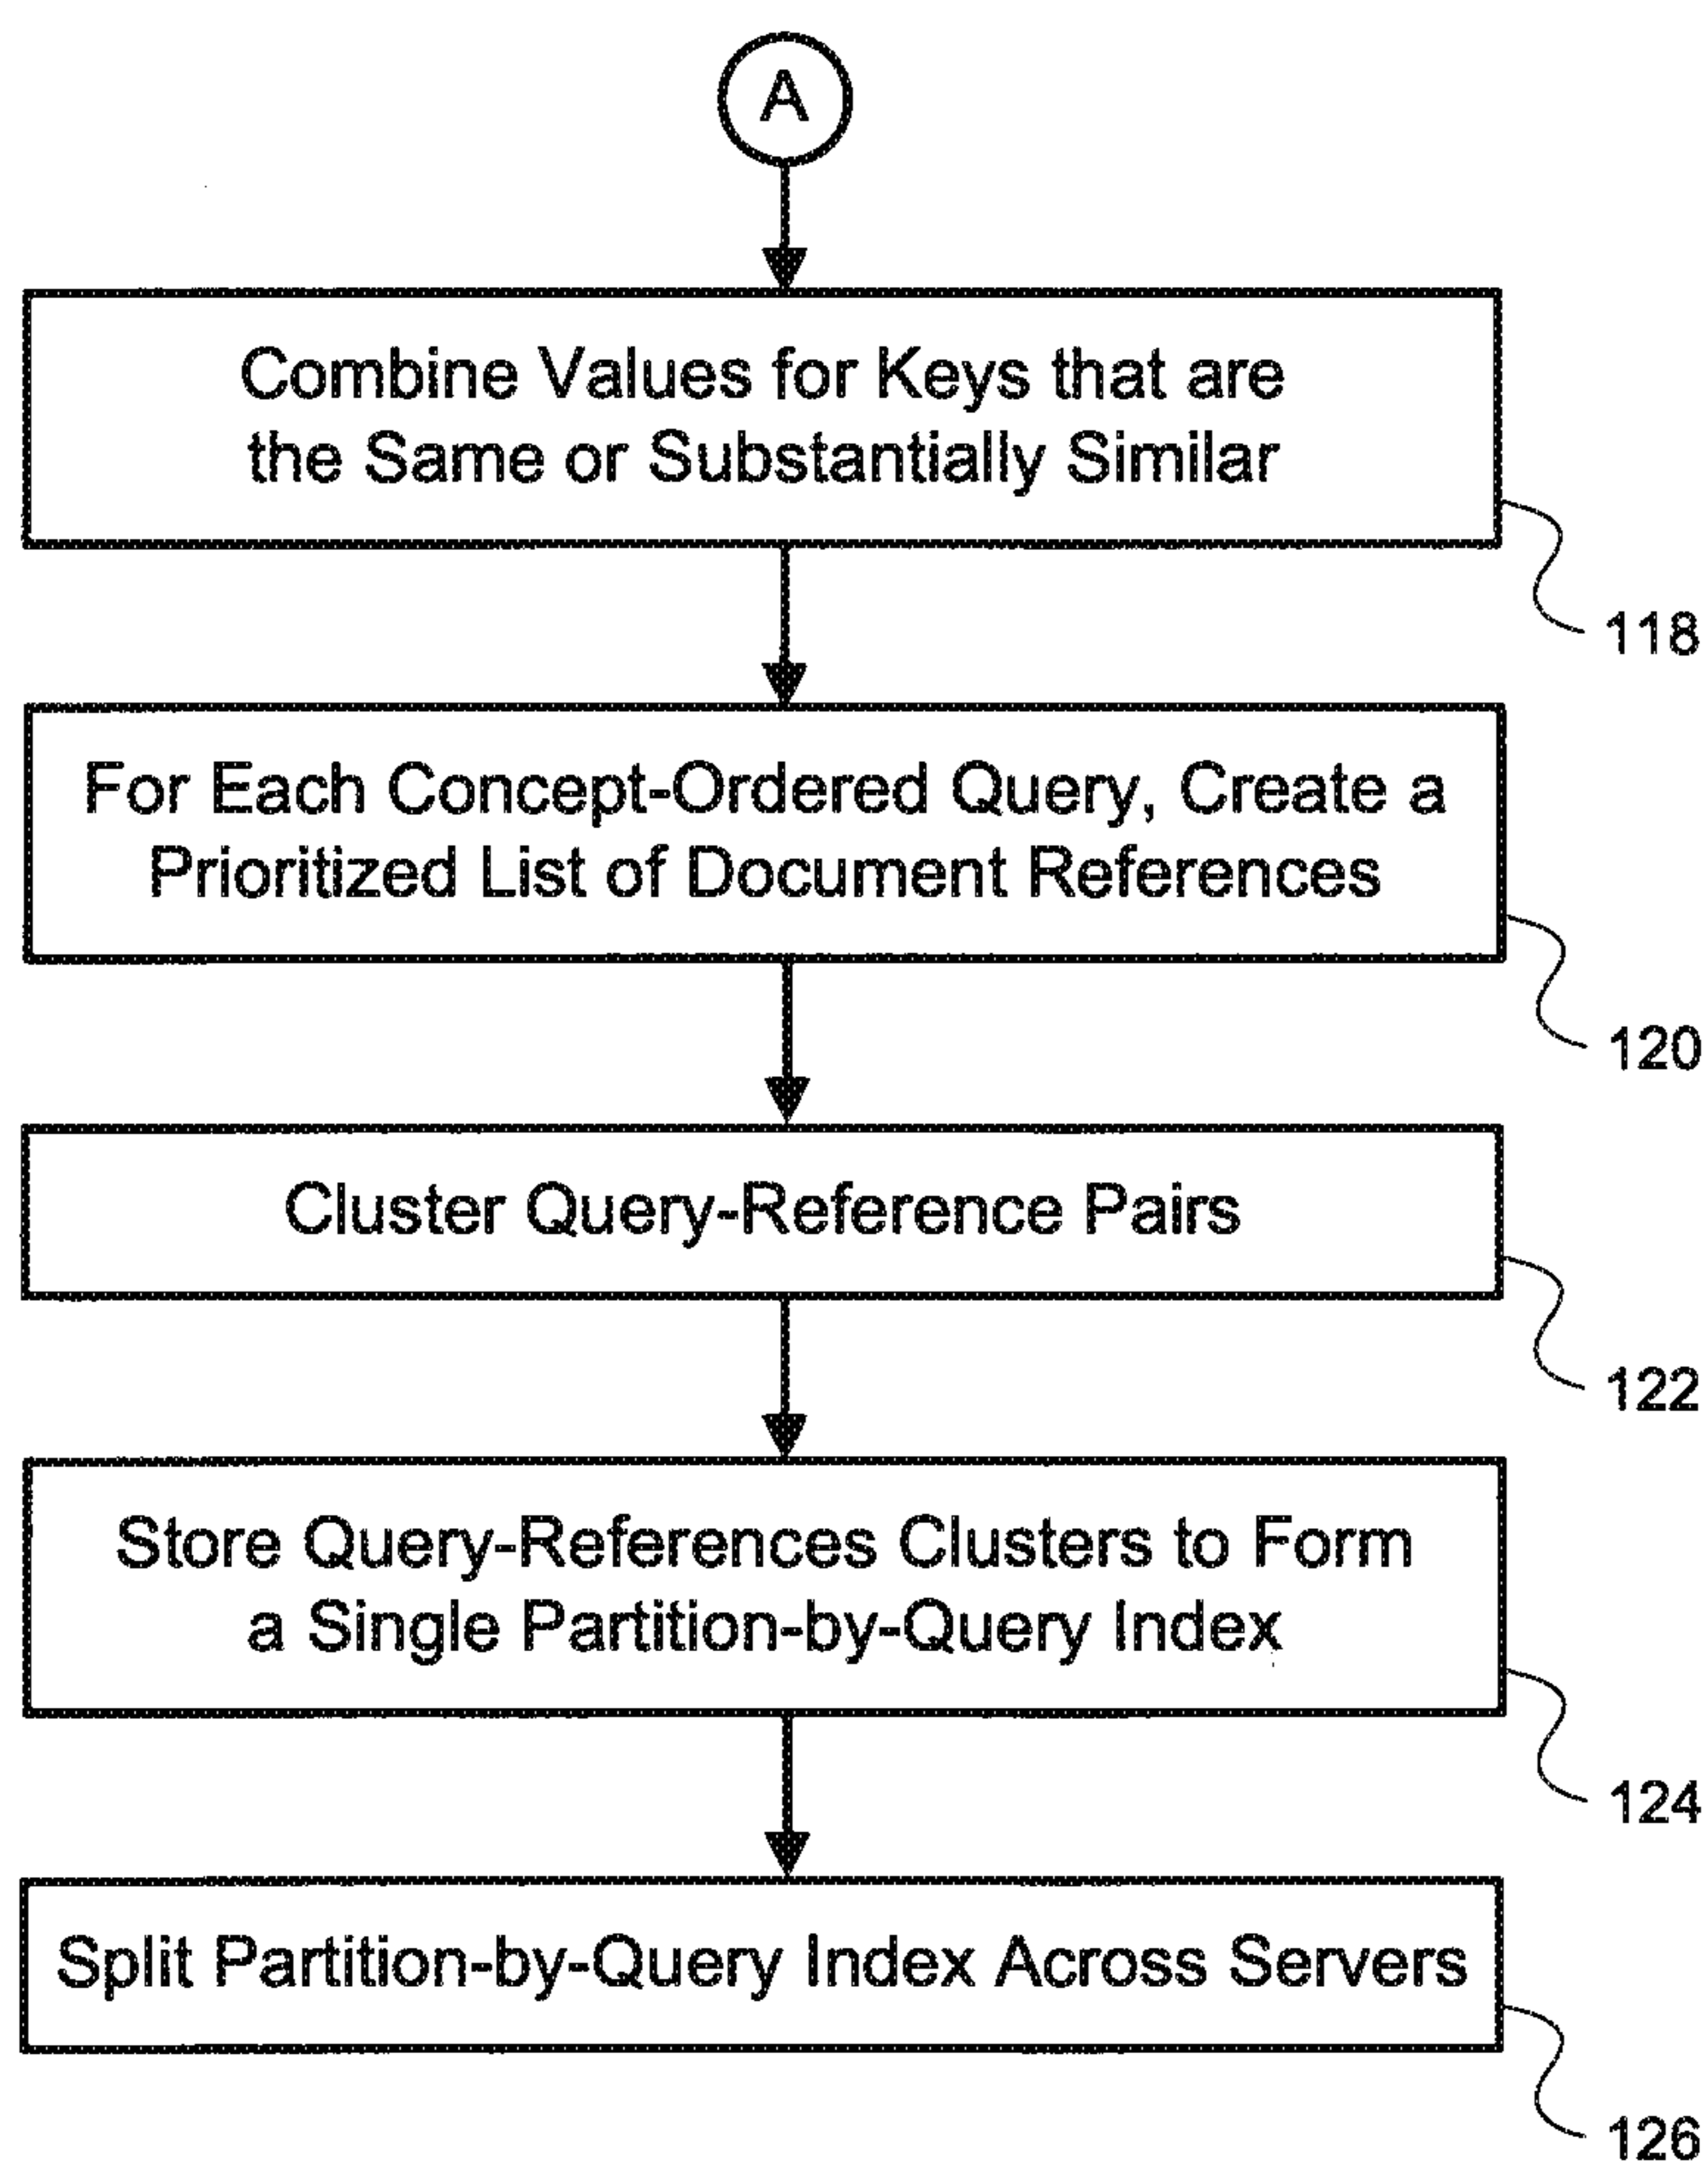 A
Combine Values for Keys that are
the Same or Substantially Similar
118
For Each Concept-Ordered Query, Create a
Prioritized List of Document References
120
Cluster Query-Reference Pairs
122
Store Query-References Clusters to Form
a Single Partition-by-Query Index
124
Split Partition-by-Query Index Across Servers
126